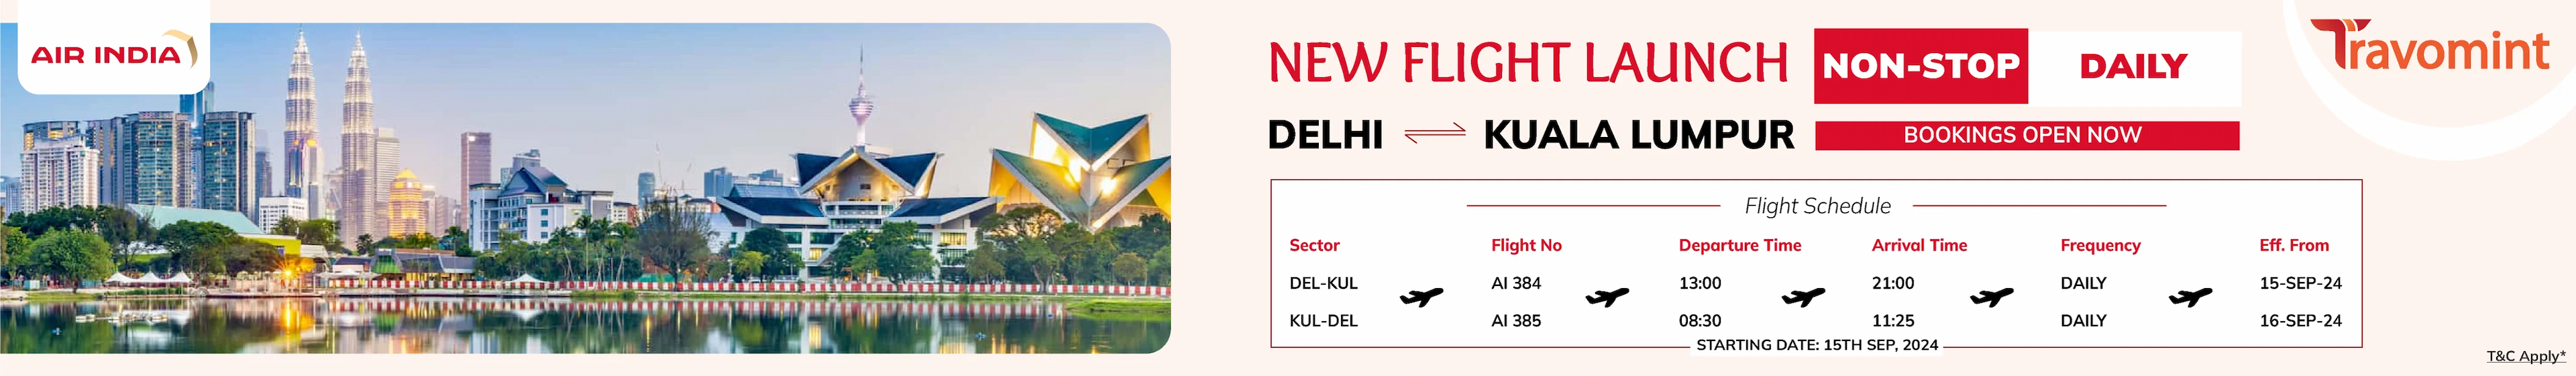 AIR INDIA
NEW FLIGHT LAUNCH
NON-STOP
DAILY
Travomint
DELHI
KUALA LUMPUR
BOOKINGS OPEN NOW
Flight Schedule
Sector Flight No Departure Time Arrival Time Frequency Eff. From
DEL-KUL AI 384 13:00 21:00 DAILY 15-SEP-24
KUL-DEL AI 385 08:30 11:25 DAILY 16-SEP-24
STARTING DATE: 15TH SEP, 2024
T&C Apply*